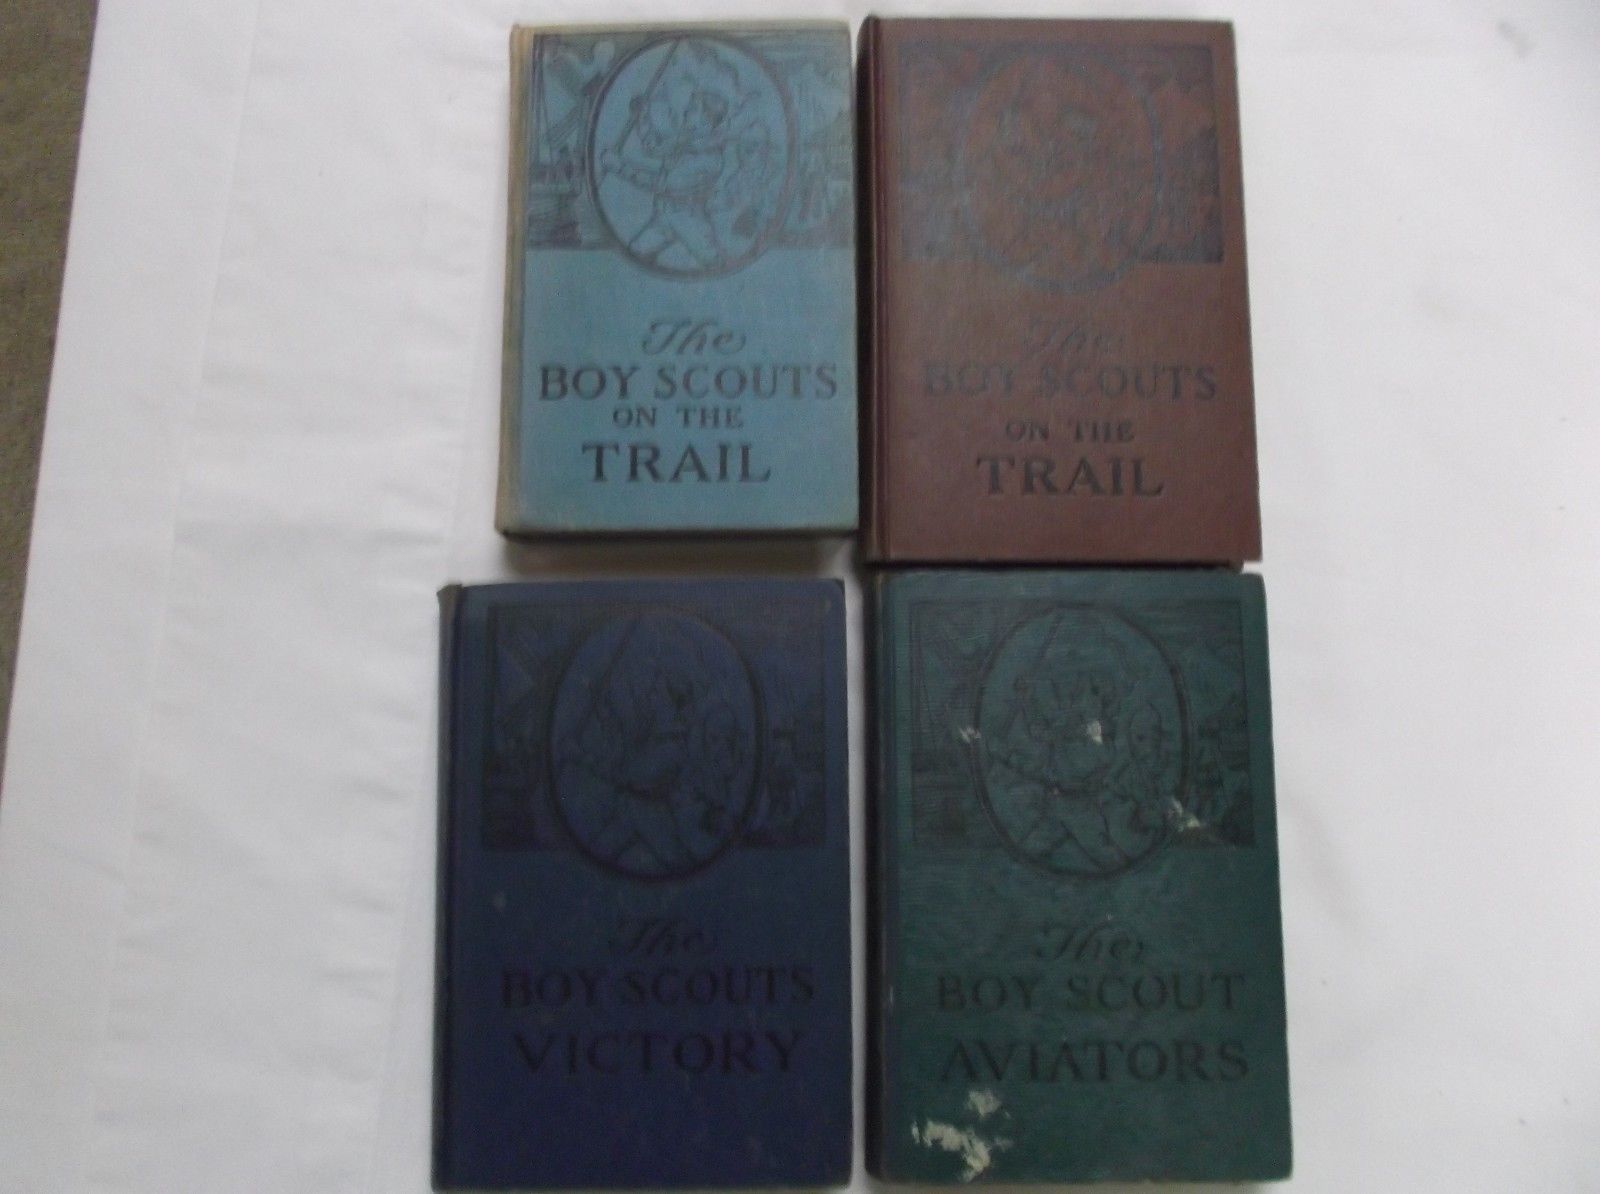 The
BOY SCOUTS
ON THE
TRAIL
The
BOY SCOUTS
ON THE
TRAIL
The
BOY SCOUTS
VICTORY
The
BOY SCOUT
AVIATORS